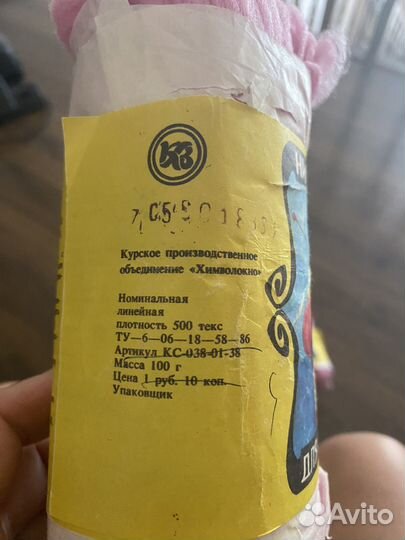 КВ
Курское производственное
объединение «Химволокно»
Номинальная
линейная
плотность 500 текс
ТУ—6—06—18—58—86
Артикул КС-038-01-38
Масса 100 г
Цена 1 руб. 10 коп.
Упаковщик
Avito